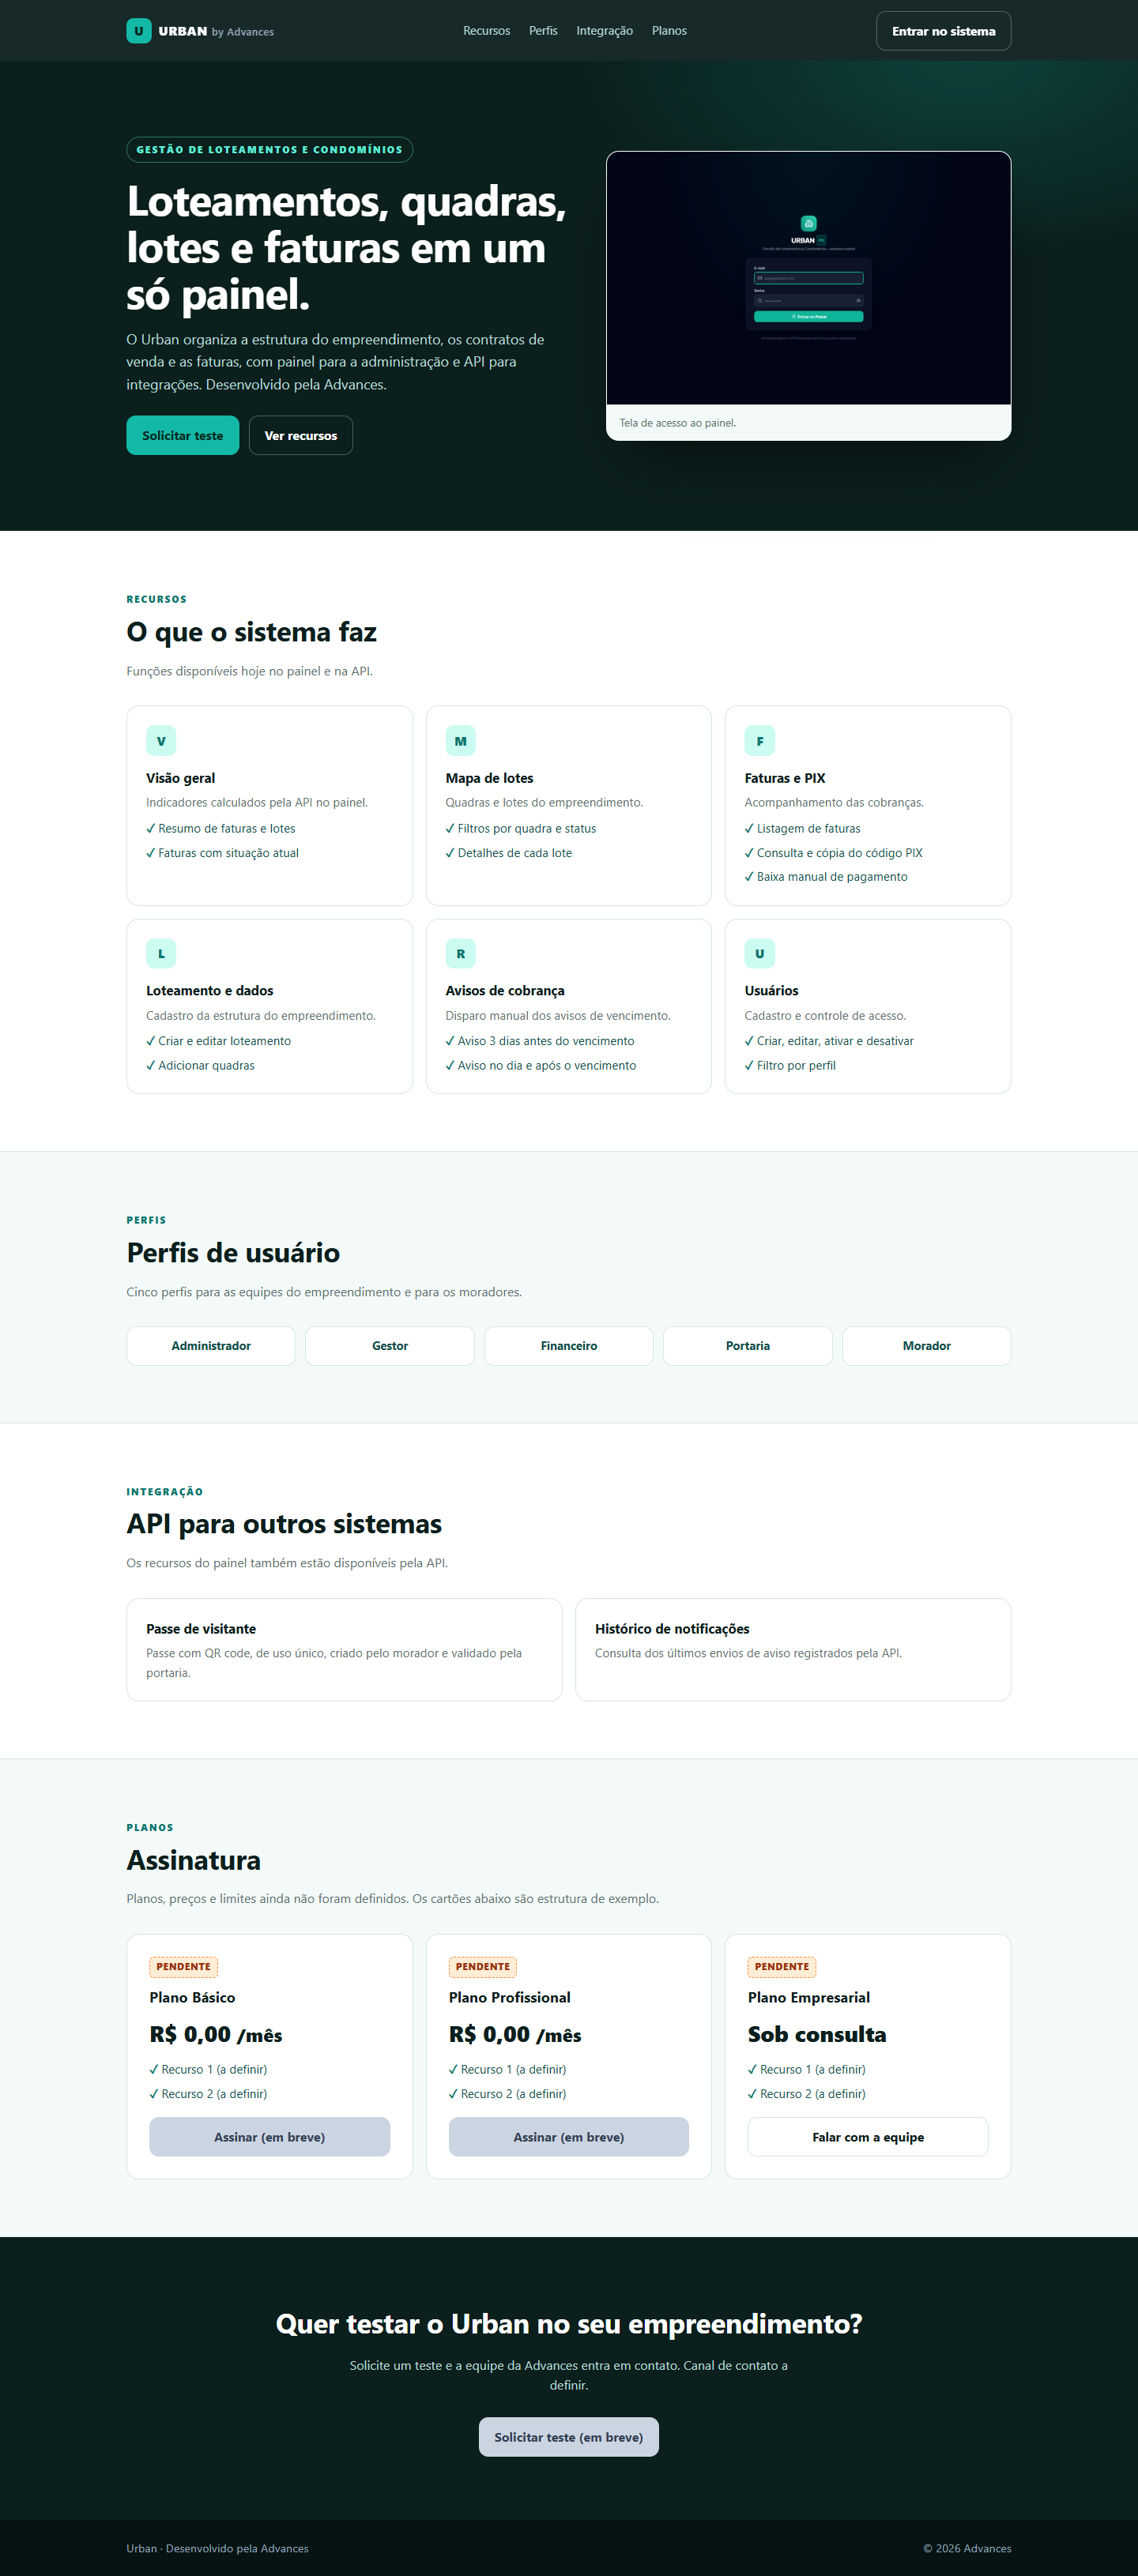 U URBAN by Advances
Recursos Perfis Integração Planos
Entrar no sistema
GESTÃO DE LOTEAMENTOS E CONDOMÍNIOS
Loteamentos, quadras,
lotes e faturas em um
só painel.
O Urban organiza a estrutura do empreendimento, os contratos de
venda e as faturas, com painel para a administração e API para
integrações. Desenvolvido pela Advances.
Solicitar teste
Ver recursos
URBAN
E-mail
Senha
Entrar no Painel
Tela de acesso ao painel.
RECURSOS
O que o sistema faz
Funções disponíveis hoje no painel e na API.
V
Visão geral
Indicadores calculados pela API no painel.
✓ Resumo de faturas e lotes
✓ Faturas com situação atual
M
Mapa de lotes
Quadras e lotes do empreendimento.
✓ Filtros por quadra e status
✓ Detalhes de cada lote
F
Faturas e PIX
Acompanhamento das cobranças.
✓ Listagem de faturas
✓ Consulta e cópia do código PIX
✓ Baixa manual de pagamento
L
Loteamento e dados
Cadastro da estrutura do empreendimento.
✓ Criar e editar loteamento
✓ Adicionar quadras
R
Avisos de cobrança
Disparo manual dos avisos de vencimento.
✓ Aviso 3 dias antes do vencimento
✓ Aviso no dia e após o vencimento
U
Usuários
Cadastro e controle de acesso.
✓ Criar, editar, ativar e desativar
✓ Filtro por perfil
PERFIS
Perfis de usuário
Cinco perfis para as equipes do empreendimento e para os moradores.
Administrador
Gestor
Financeiro
Portaria
Morador
INTEGRAÇÃO
API para outros sistemas
Os recursos do painel também estão disponíveis pela API.
Passe de visitante
Passe com QR code, de uso único, criado pelo morador e validado pela
portaria.
Histórico de notificações
Consulta dos últimos envios de aviso registrados pela API.
PLANOS
Assinatura
Planos, preços e limites ainda não foram definidos. Os cartões abaixo são estrutura de exemplo.
PENDENTE
Plano Básico
R$ 0,00 /mês
✓ Recurso 1 (a definir)
✓ Recurso 2 (a definir)
Assinar (em breve)
PENDENTE
Plano Profissional
R$ 0,00 /mês
✓ Recurso 1 (a definir)
✓ Recurso 2 (a definir)
Assinar (em breve)
PENDENTE
Plano Empresarial
Sob consulta
✓ Recurso 1 (a definir)
✓ Recurso 2 (a definir)
Falar com a equipe
Quer testar o Urban no seu empreendimento?
Solicite um teste e a equipe da Advances entra em contato. Canal de contato a
definir.
Solicitar teste (em breve)
Urban · Desenvolvido pela Advances
© 2026 Advances